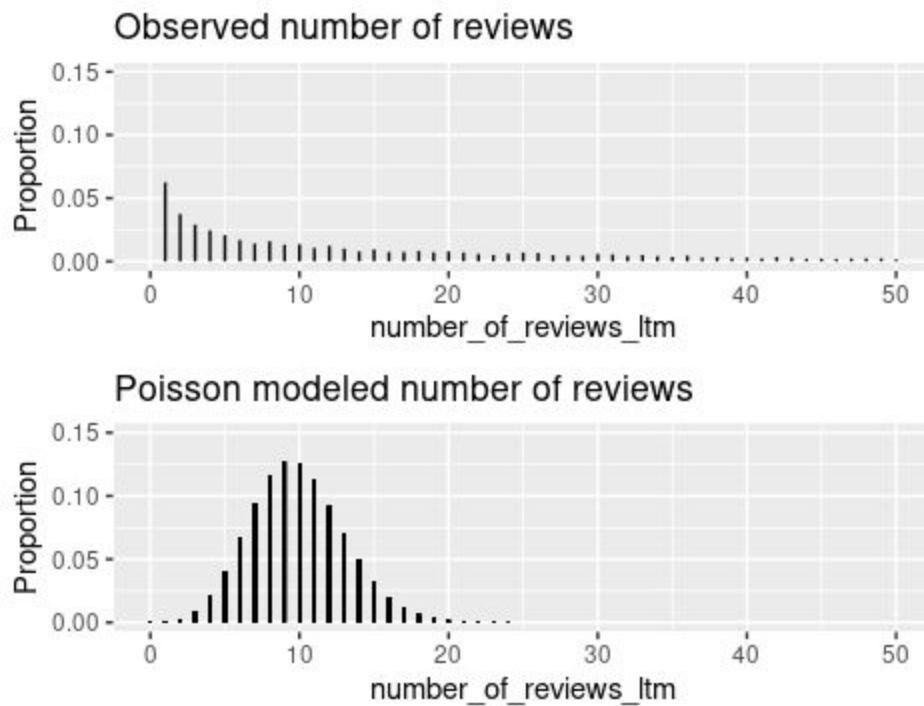 Observed number of reviews
0.15
0.10
0.05
0.00
Proportion
0 10 20 30 40 50
number_of_reviews_ltm
Poisson modeled number of reviews
0.15
0.10
0.05
0.00
Proportion
0 10 20 30 40 50
number_of_reviews_ltm